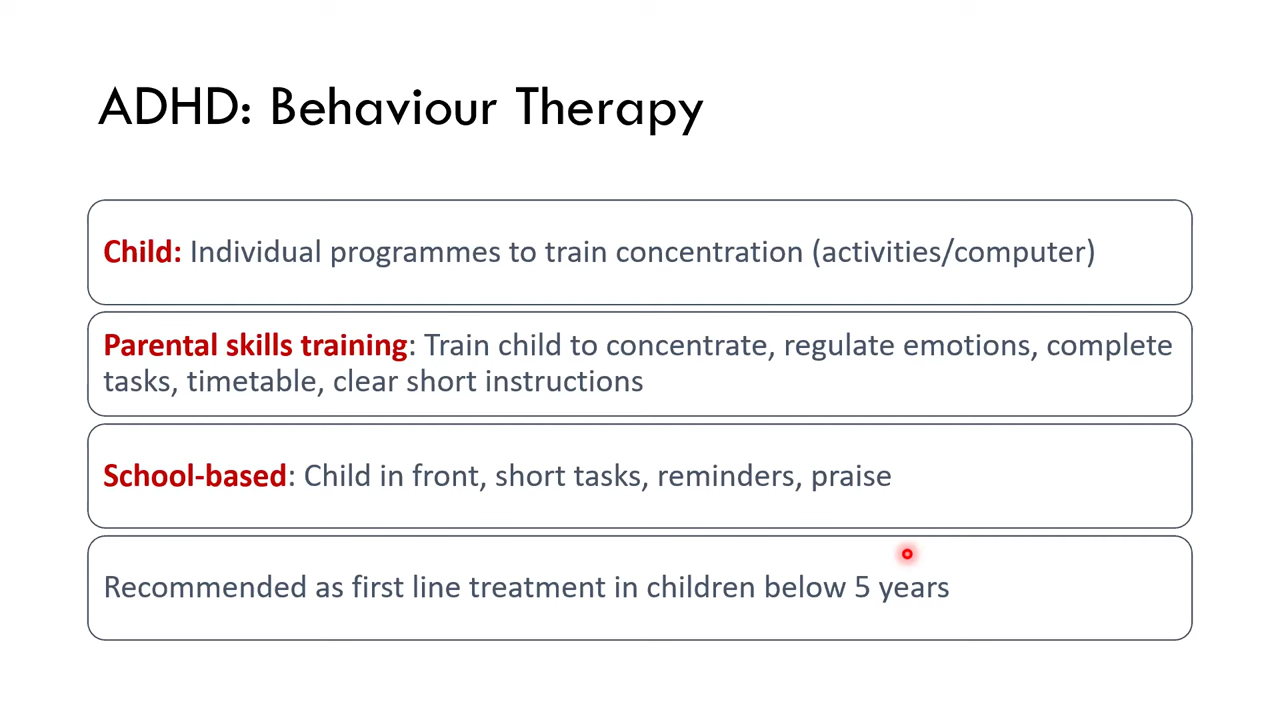 ADHD: Behaviour Therapy
Child: Individual programmes to train concentration (activities/computer)
Parental skills training: Train child to concentrate, regulate emotions, complete
tasks, timetable, clear short instructions
School-based: Child in front, short tasks, reminders, praise
Recommended as first line treatment in children below 5 years